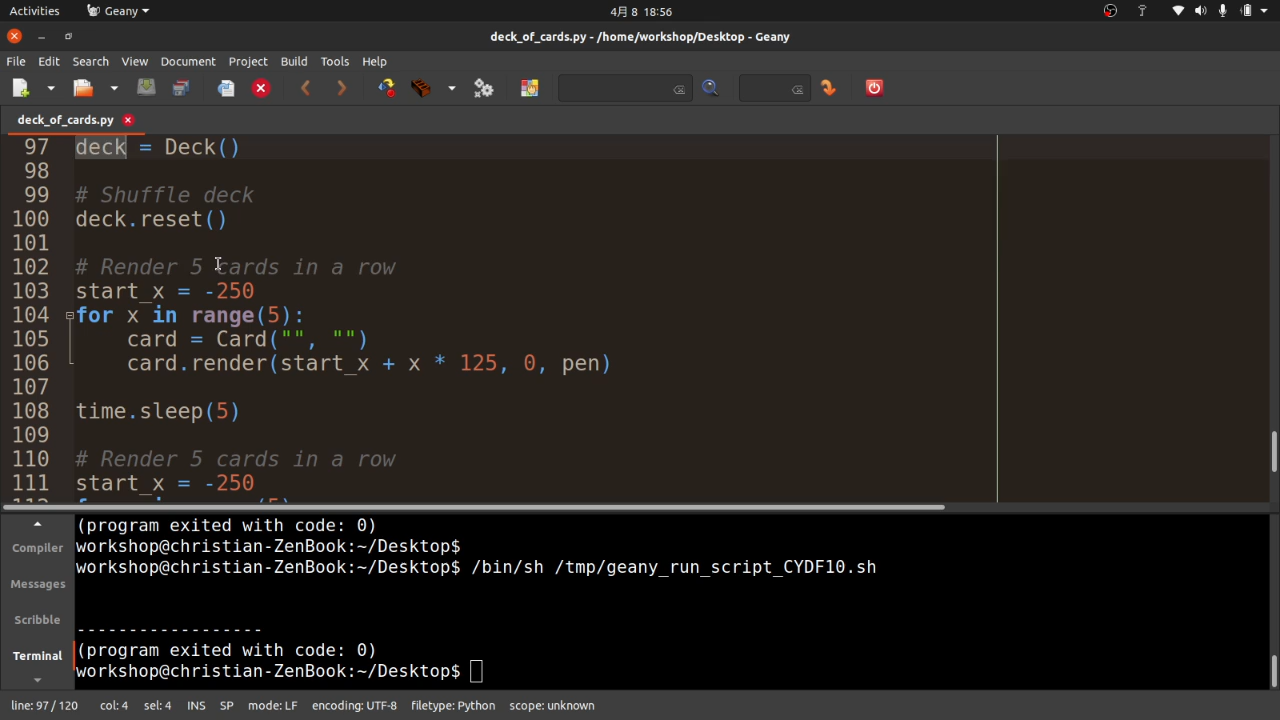 Activities Geany 4月 8 18:56
deck_of_cards.py - /home/workshop/Desktop - Geany
File Edit Search View Document Project Build Tools Help
deck_of_cards.py
97 deck = Deck()
98
99 # Shuffle deck
100 deck.reset()
101
102 # Render 5 cards in a row
103 start_x = -250
104 for x in range(5):
105 card = Card("", "")
106 card.render(start_x + x * 125, 0, pen)
107
108 time.sleep(5)
109
110 # Render 5 cards in a row
111 start_x = -250
Compiler
Messages
Scribble
Terminal
(program exited with code: 0)
workshop@christian-ZenBook:~/Desktop$
workshop@christian-ZenBook:~/Desktop$ /bin/sh /tmp/geany_run_script_CYDF10.sh
------------------
(program exited with code: 0)
workshop@christian-ZenBook:~/Desktop$
line: 97 / 120 col: 4 sel: 4 INS SP mode: LF encoding: UTF-8 filetype: Python scope: unknown